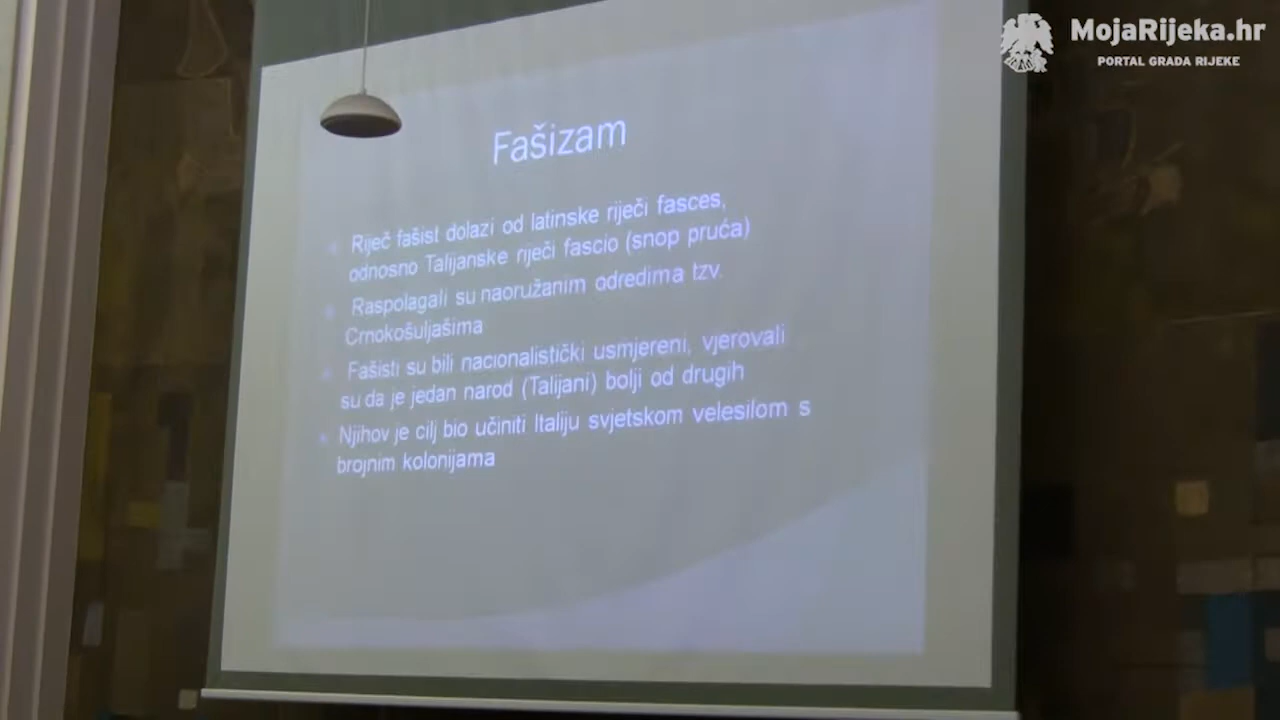 MojaRijeka.hr
PORTAL GRADA RIJEKE
Fašizam
Riječ fašist dolazi od latinske riječi fasces,
odnosno Talijanske riječi fascio (snop pruća)
Raspolagali su naoružanim odredima tzv.
Crnokošuljašima
Fašisti su bili nacionalistički usmjereni, vjerovali
su da je jedan narod (Talijani) bolji od drugih
Njihov je cilj bio učiniti Italiju svjetskom velesilom s
brojnim kolonijama